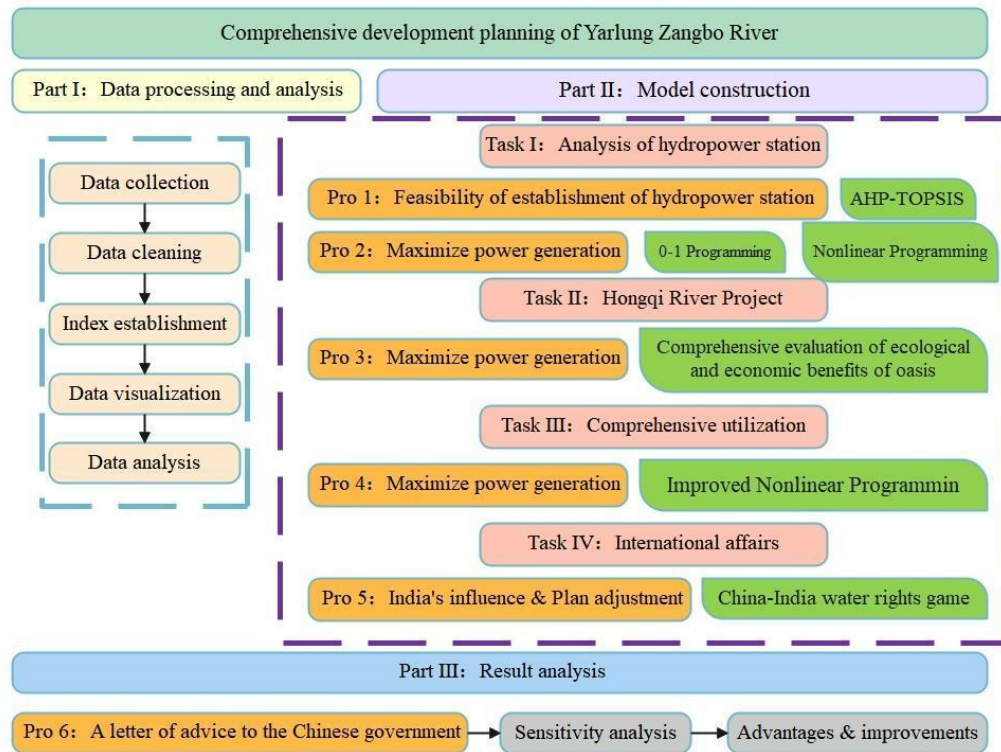 Comprehensive development planning of Yarlung Zangbo River
Part I：Data processing and analysis
Part II：Model construction
Data collection
Data cleaning
Index establishment
Data visualization
Data analysis
Task I：Analysis of hydropower station
Pro 1：Feasibility of establishment of hydropower station
AHP-TOPSIS
Pro 2：Maximize power generation
0-1 Programming
Nonlinear Programming
Task II：Hongqi River Project
Pro 3：Maximize power generation
Comprehensive evaluation of ecological
and economic benefits of oasis
Task III：Comprehensive utilization
Pro 4：Maximize power generation
Improved Nonlinear Programmin
Task IV：International affairs
Pro 5：India's influence & Plan adjustment
China-India water rights game
Part III：Result analysis
Pro 6：A letter of advice to the Chinese government
Sensitivity analysis
Advantages & improvements